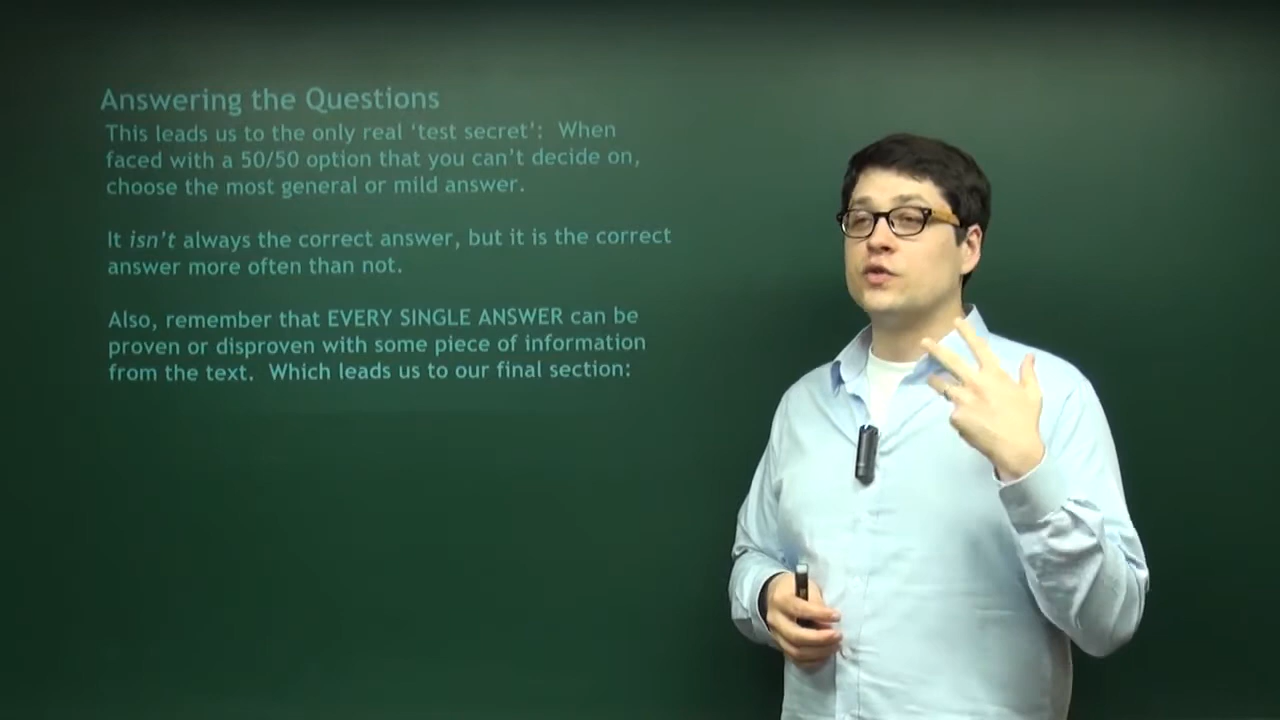 Answering the Questions
This leads us to the only real ‘test secret’: When
faced with a 50/50 option that you can’t decide on,
choose the most general or mild answer.
It isn’t always the correct answer, but it is the correct
answer more often than not.
Also, remember that EVERY SINGLE ANSWER can be
proven or disproven with some piece of information
from the text. Which leads us to our final section: